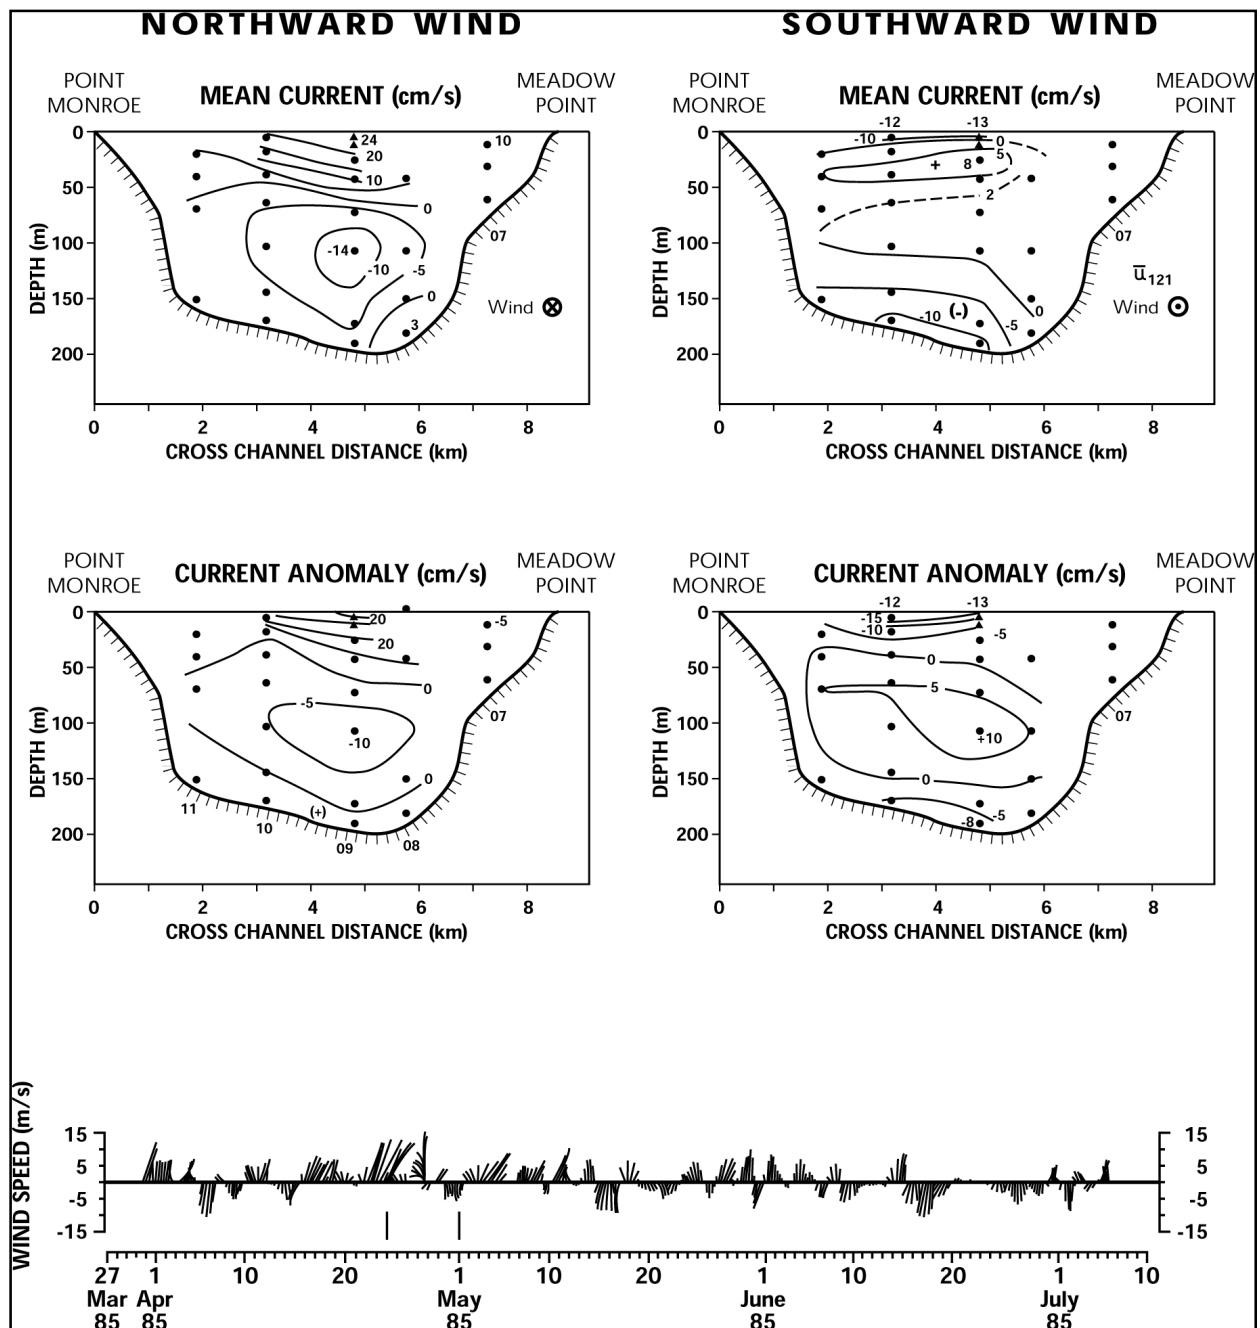 NORTHWARD WIND
SOUTHWARD WIND
POINT
MONROE
MEAN CURRENT (cm/s)
MEADOW
POINT
POINT
MONROE
MEAN CURRENT (cm/s)
MEADOW
POINT
DEPTH (m)
0
50
100
150
200
24
20
10
0
-14
-10
-5
0
3
10
07
Wind
0 2 4 6 8
CROSS CHANNEL DISTANCE (km)
DEPTH (m)
0
50
100
150
200
-12
-13
-10
0
5
+
8
2
07
u̅121
Wind
0
-10
(-)
-5
0 2 4 6 8
CROSS CHANNEL DISTANCE (km)
POINT
MONROE
CURRENT ANOMALY (cm/s)
MEADOW
POINT
POINT
MONROE
CURRENT ANOMALY (cm/s)
MEADOW
POINT
DEPTH (m)
0
50
100
150
200
20
20
-5
0
-5
-10
07
0
(+)
11
10
09
08
0 2 4 6 8
CROSS CHANNEL DISTANCE (km)
DEPTH (m)
0
50
100
150
200
-12
-13
-15
-10
-5
0
5
+10
07
0
-5
-8
0 2 4 6 8
CROSS CHANNEL DISTANCE (km)
WIND SPEED (m/s)
15
5
-5
-15
15
5
-5
-15
27 1 10 20 1 10 20 1 10 20 1 10
Mar Apr May June July
85 85 85 85 85